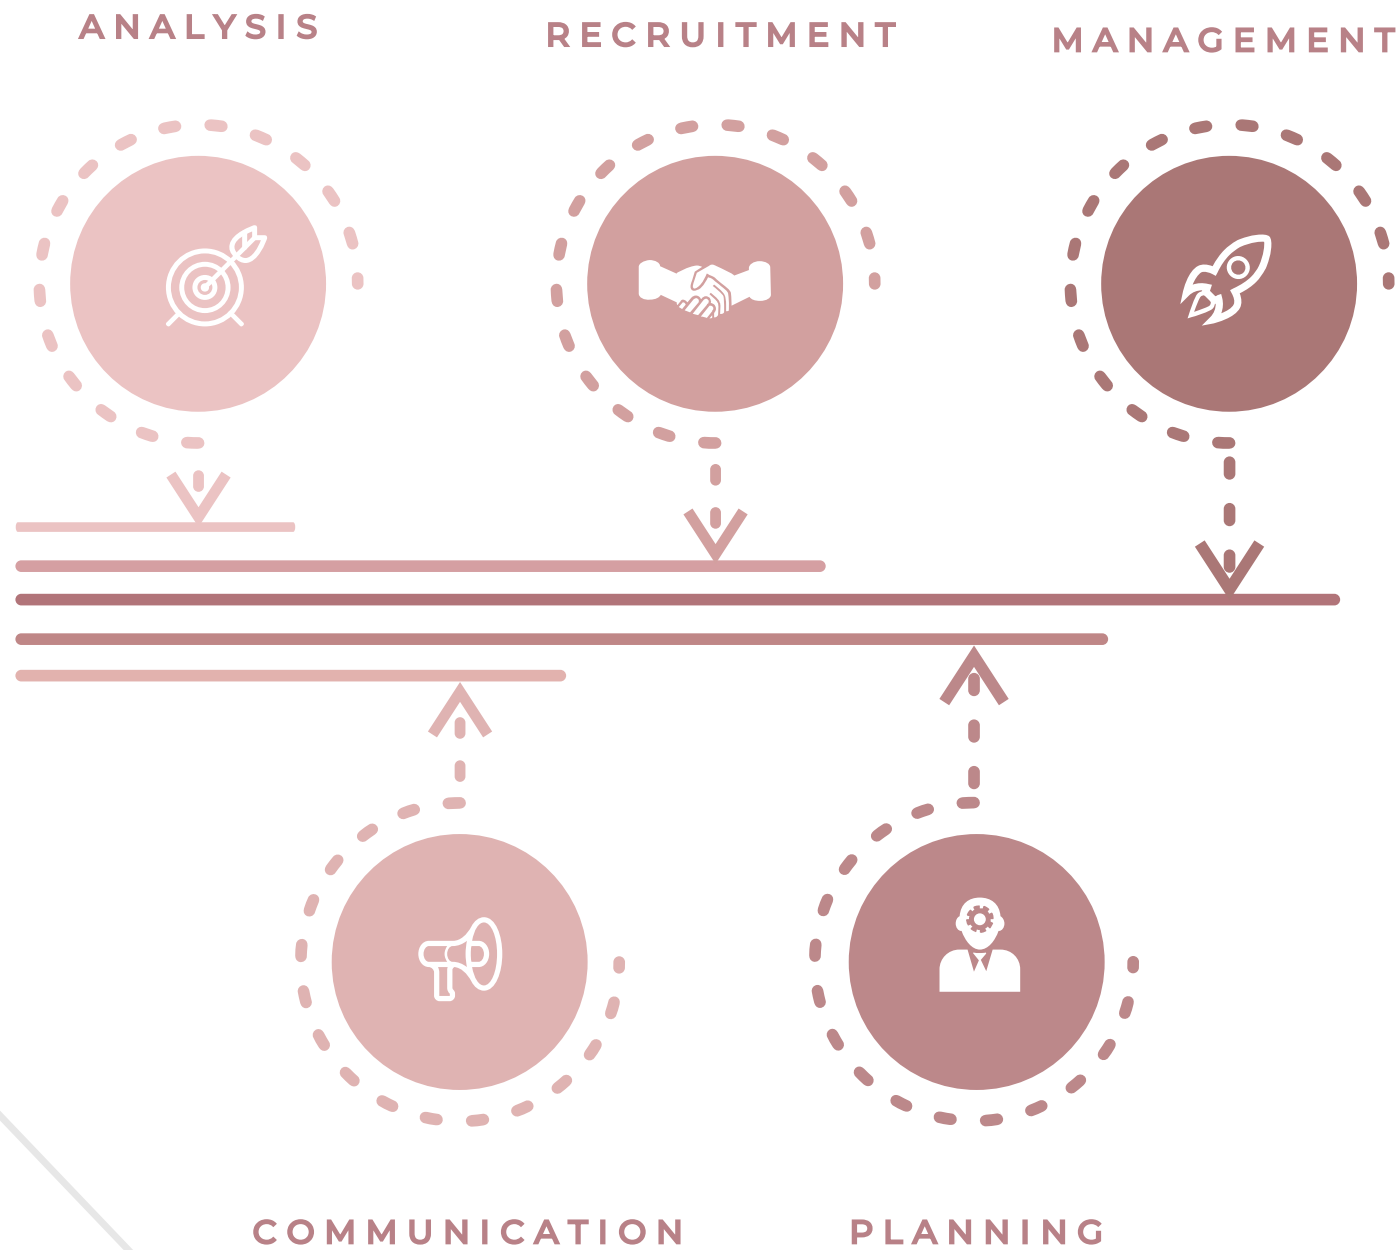 ANALYSIS
RECRUITMENT
MANAGEMENT
COMMUNICATION
PLANNING